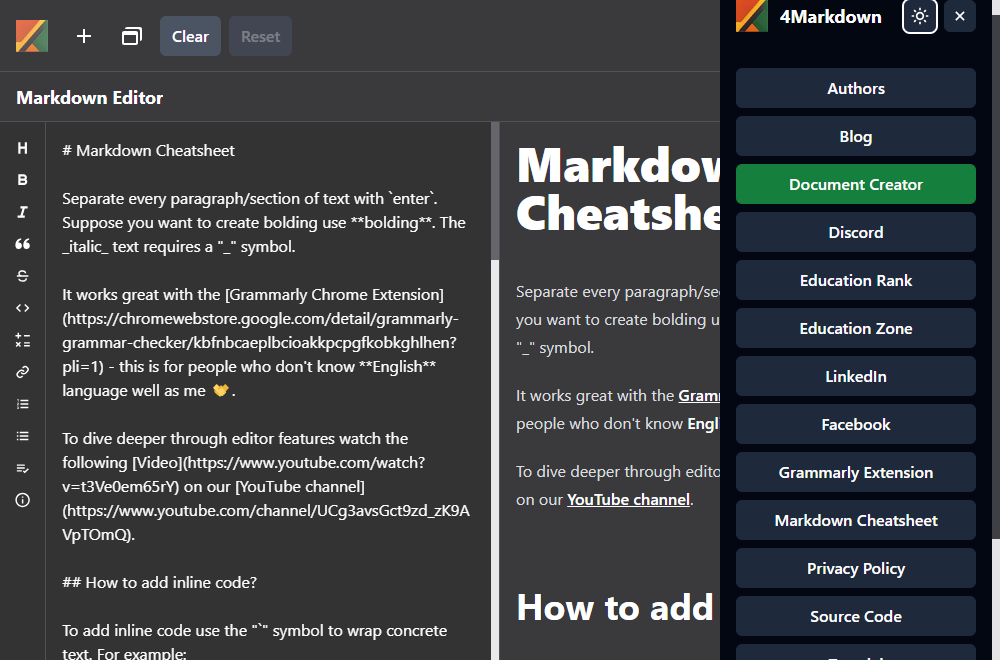 Clear
Reset
4Markdown
Markdown Editor
# Markdown Cheatsheet
Separate every paragraph/section of text with `enter`.
Suppose you want to create bolding use **bolding**. The
_italic_ text requires a "_" symbol.
It works great with the [Grammarly Chrome Extension]
(https://chromewebstore.google.com/detail/grammarly-
grammar-checker/kbfnbcaeplbcioakkpcpgfkobkghlhen?
pli=1) - this is for people who don't know **English**
language well as me 🤝.
To dive deeper through editor features watch the
following [Video](https://www.youtube.com/watch?
v=t3Ve0em65rY) on our [YouTube channel]
(https://www.youtube.com/channel/UCg3avsGct9zd_zK9A
VpTOmQ).
## How to add inline code?
To add inline code use the "`" symbol to wrap concrete
text. For example:
Markdow
Cheatshe
Separate every paragraph/se
you want to create bolding u
"_" symbol.
It works great with the Gram
people who don't know Engl
To dive deeper through edito
on our YouTube channel.
How to add
Authors
Blog
Document Creator
Discord
Education Rank
Education Zone
LinkedIn
Facebook
Grammarly Extension
Markdown Cheatsheet
Privacy Policy
Source Code